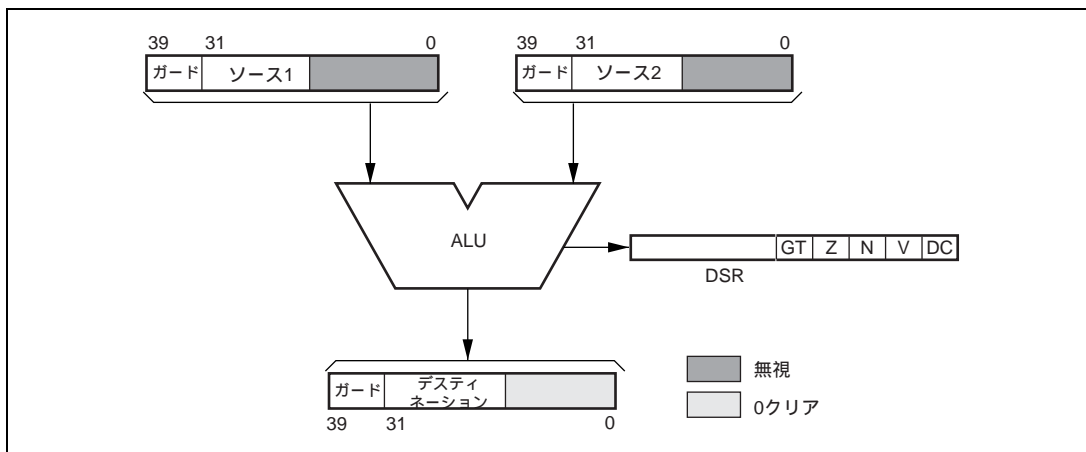 39 31 0
39 31 0
ガード ソース1
ガード ソース2
ALU
GT Z N V DC
DSR
ガード デスティ
ネーション
39 31 0
無視
0クリア